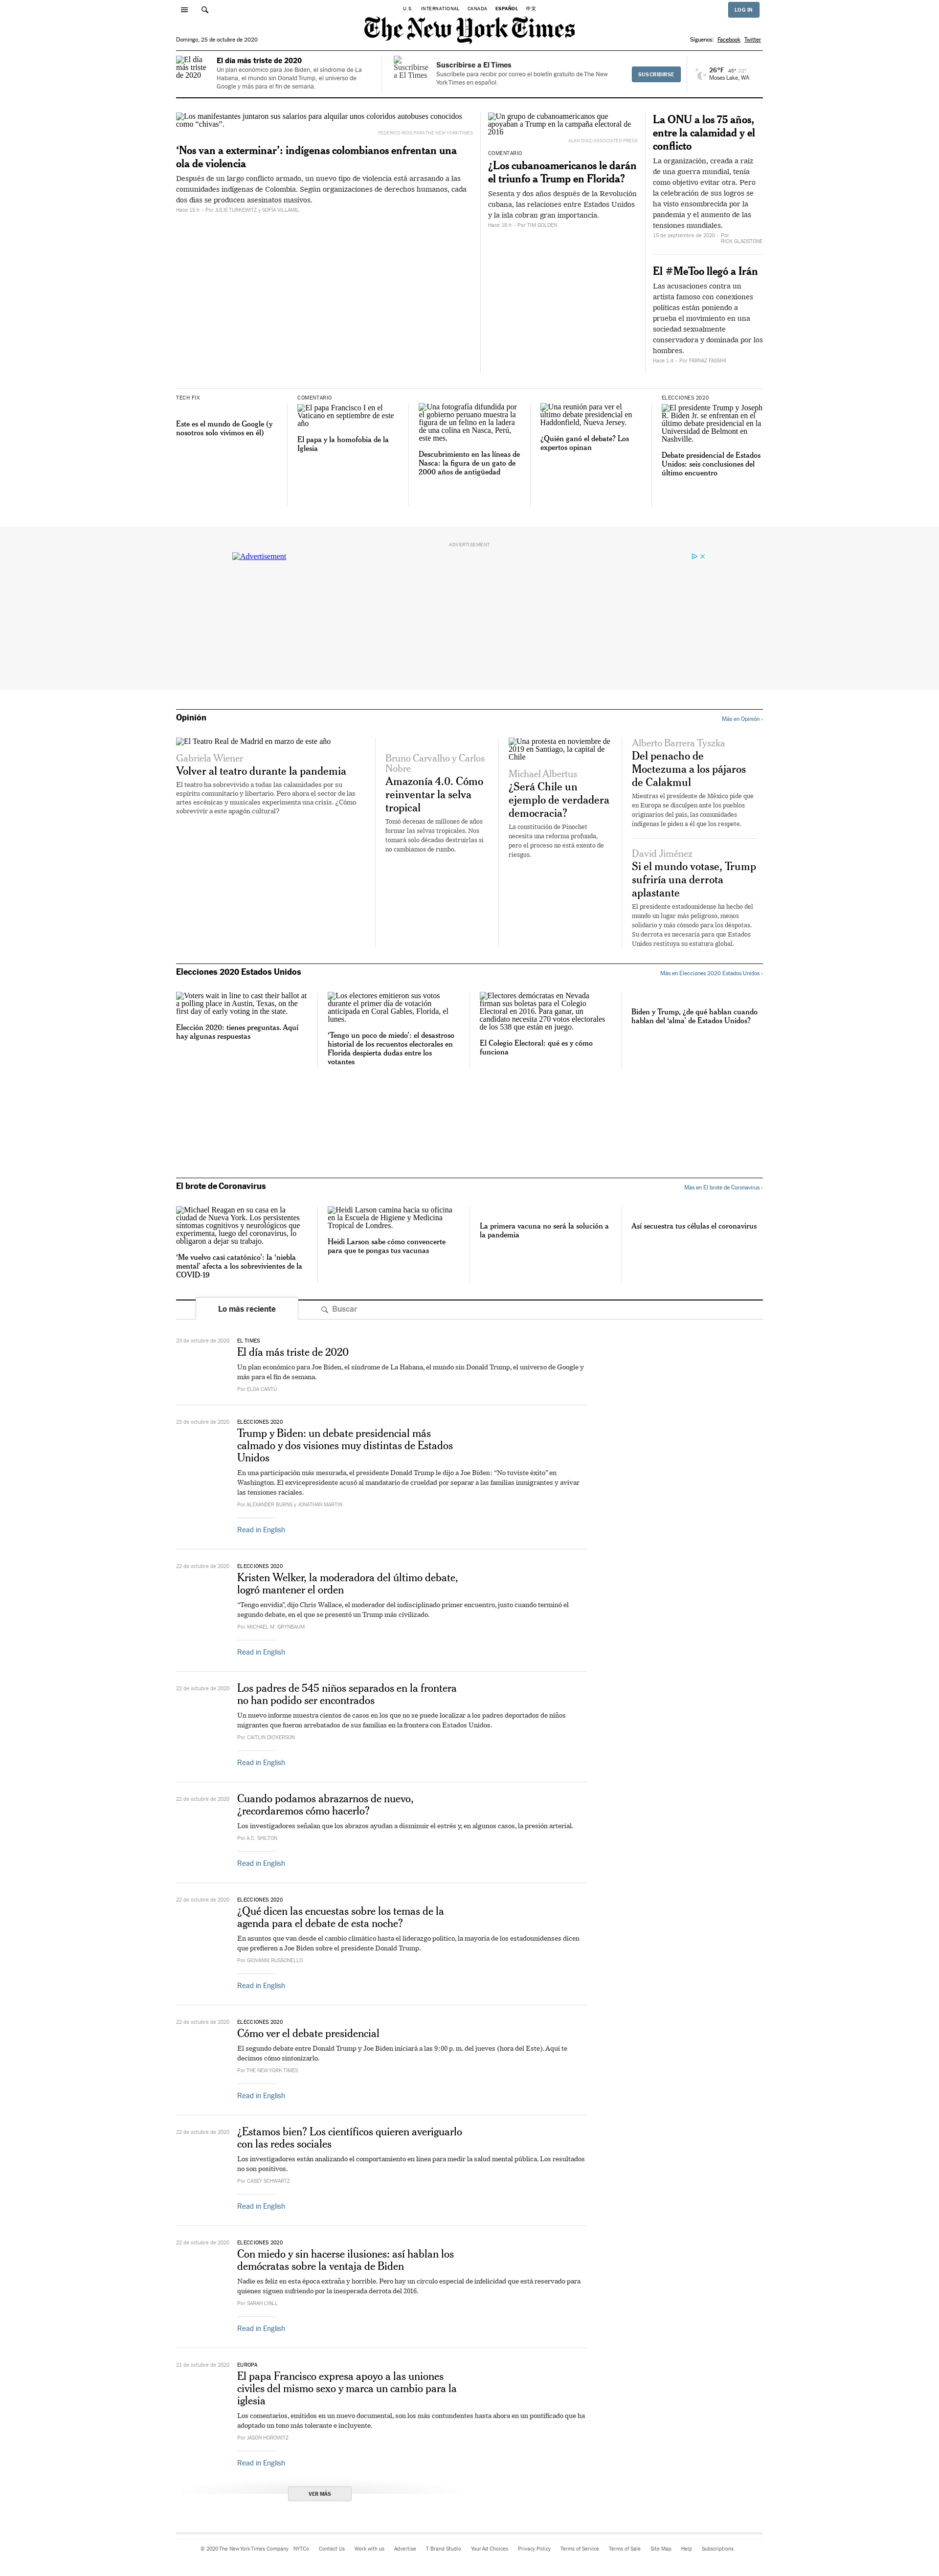 U.S. INTERNATIONAL CANADA ESPAÑOL 中文
LOG IN
The New York Times
Domingo, 25 de octubre de 2020
Síguenos: Facebook Twitter
El día
más triste
de 2020
El día más triste de 2020
Un plan económico para Joe Biden, el síndrome de La
Habana, el mundo sin Donald Trump, el universo de
Google y más para el fin de semana.
Suscribirse
a El Times
Suscribirse a El Times
Suscríbete para recibir por correo el boletín gratuito de The New
York Times en español.
SUSCRIBIRSE
26°F 45° 22°
Moses Lake, WA
Los manifestantes juntaron sus salarios para alquilar unos coloridos autobuses conocidos
como “chivas”.
FEDERICO RIOS PARA THE NEW YORKTIMES
‘Nos van a exterminar’: indígenas colombianos enfrentan una
ola de violencia
Después de un largo conflicto armado, un nuevo tipo de violencia está arrasando a las
comunidades indígenas de Colombia. Según organizaciones de derechos humanos, cada
dos días se producen asesinatos masivos.
Hace 15 h – Por JULIE TURKEWITZ y SOFÍA VILLAMIL
Un grupo de cubanoamericanos que
apoyaban a Trump en la campaña electoral de
2016
ALAN DIAZ/ASSOCIATED PRESS
COMENTARIO
¿Los cubanoamericanos le darán
el triunfo a Trump en Florida?
Sesenta y dos años después de la Revolución
cubana, las relaciones entre Estados Unidos
y la isla cobran gran importancia.
Hace 18 h – Por TIM GOLDEN
La ONU a los 75 años,
entre la calamidad y el
conflicto
La organización, creada a raíz
de una guerra mundial, tenía
como objetivo evitar otra. Pero
la celebración de sus logros se
ha visto ensombrecida por la
pandemia y el aumento de las
tensiones mundiales.
15 de septiembre de 2020 – Por
RICK GLADSTONE
El #MeToo llegó a Irán
Las acusaciones contra un
artista famoso con conexiones
políticas están poniendo a
prueba el movimiento en una
sociedad sexualmente
conservadora y dominada por los
hombres.
Hace 1 d – Por FARNAZ FASSIHI
TECH FIX
Este es el mundo de Google (y
nosotros solo vivimos en él)
COMENTARIO
El papa Francisco I en el
Vaticano en septiembre de este
año
El papa y la homofobia de la
Iglesia
Una fotografía difundida por
el gobierno peruano muestra la
figura de un felino en la ladera
de una colina en Nasca, Perú,
este mes.
Descubrimiento en las líneas de
Nasca: la figura de un gato de
2000 años de antigüedad
Una reunión para ver el
último debate presidencial en
Haddonfield, Nueva Jersey.
¿Quién ganó el debate? Los
expertos opinan
ELECCIONES 2020
El presidente Trump y Joseph
R. Biden Jr. se enfrentan en el
último debate presidencial en la
Universidad de Belmont en
Nashville.
Debate presidencial de Estados
Unidos: seis conclusiones del
último encuentro
ADVERTISEMENT
Advertisement
Opinión
Más en Opinión ›
El Teatro Real de Madrid en marzo de este año
Gabriela Wiener
Volver al teatro durante la pandemia
El teatro ha sobrevivido a todas las calamidades por su
espíritu comunitario y libertario. Aunque hoy el sector de las
artes escénicas y musicales experimenta una crisis. ¿Cómo
sobrevivir a este apagón cultural?
Bruno Carvalho y Carlos
Nobre
Amazonía 4.0. Cómo
reinventar la selva
tropical
Tomó decenas de millones de años
formar las selvas tropicales. Nos
tomará solo décadas destruirlas si
no cambiamos de rumbo.
Una protesta en noviembre de
2019 en Santiago, la capital de
Chile
Michael Albertus
¿Será Chile un
ejemplo de verdadera
democracia?
La constitución de Pinochet
necesita una reforma profunda,
pero el proceso no está exento de
riesgos.
Alberto Barrera Tyszka
Del penacho de
Moctezuma a los pájaros
de Calakmul
Mientras el presidente de México pide que
en Europa se disculpen ante los pueblos
originarios del país, las comunidades
indígenas le piden a él que los respete.
David Jiménez
Si el mundo votase, Trump
sufriría una derrota
aplastante
El presidente estadounidense ha hecho del
mundo un lugar más peligroso, menos
solidario y más cómodo para los déspotas.
Su derrota es necesaria para que Estados
Unidos restituya su estatura global.
Elecciones 2020 Estados Unidos
Más en Elecciones 2020 Estados Unidos ›
Voters wait in line to cast their ballot at
a polling place in Austin, Texas, on the
first day of early voting in the state.
Elección 2020: tienes preguntas. Aquí
hay algunas respuestas
Los electores emitieron sus votos
durante el primer día de votación
anticipada en Coral Gables, Florida, el
lunes.
‘Tengo un poco de miedo’: el desastroso
historial de los recuentos electorales en
Florida despierta dudas entre los
votantes
Electores demócratas en Nevada
firman sus boletas para el Colegio
Electoral en 2016. Para ganar, un
candidato necesita 270 votos electorales
de los 538 que están en juego.
El Colegio Electoral: qué es y cómo
funciona
Biden y Trump, ¿de qué hablan cuando
hablan del ‘alma’ de Estados Unidos?
El brote de Coronavirus
Más en El brote de Coronavirus ›
Michael Reagan en su casa en la
ciudad de Nueva York. Los persistentes
síntomas cognitivos y neurológicos que
experimenta, luego del coronavirus, lo
obligaron a dejar su trabajo.
‘Me vuelvo casi catatónico’: la ‘niebla
mental’ afecta a los sobrevivientes de la
COVID-19
Heidi Larson camina hacia su oficina
en la Escuela de Higiene y Medicina
Tropical de Londres.
Heidi Larson sabe cómo convencerte
para que te pongas tus vacunas
La primera vacuna no será la solución a
la pandemia
Así secuestra tus células el coronavirus
Lo más reciente
Buscar
23 de octubre de 2020
EL TIMES
El día más triste de 2020
Un plan económico para Joe Biden, el síndrome de La Habana, el mundo sin Donald Trump, el universo de Google y
más para el fin de semana.
Por ELDA CANTÚ
23 de octubre de 2020
ELECCIONES 2020
Trump y Biden: un debate presidencial más
calmado y dos visiones muy distintas de Estados
Unidos
En una participación más mesurada, el presidente Donald Trump le dijo a Joe Biden: “No tuviste éxito” en
Washington. El exvicepresidente acusó al mandatario de crueldad por separar a las familias inmigrantes y avivar
las tensiones raciales.
Por ALEXANDER BURNS y JONATHAN MARTIN
Read in English
22 de octubre de 2020
ELECCIONES 2020
Kristen Welker, la moderadora del último debate,
logró mantener el orden
“Tengo envidia”, dijo Chris Wallace, el moderador del indisciplinado primer encuentro, justo cuando terminó el
segundo debate, en el que se presentó un Trump más civilizado.
Por MICHAEL M. GRYNBAUM
Read in English
22 de octubre de 2020
Los padres de 545 niños separados en la frontera
no han podido ser encontrados
Un nuevo informe muestra cientos de casos en los que no se puede localizar a los padres deportados de niños
migrantes que fueron arrebatados de sus familias en la frontera con Estados Unidos.
Por CAITLIN DICKERSON
Read in English
22 de octubre de 2020
Cuando podamos abrazarnos de nuevo,
¿recordaremos cómo hacerlo?
Los investigadores señalan que los abrazos ayudan a disminuir el estrés y, en algunos casos, la presión arterial.
Por A.C. SHILTON
Read in English
22 de octubre de 2020
ELECCIONES 2020
¿Qué dicen las encuestas sobre los temas de la
agenda para el debate de esta noche?
En asuntos que van desde el cambio climático hasta el liderazgo político, la mayoría de los estadounidenses dicen
que prefieren a Joe Biden sobre el presidente Donald Trump.
Por GIOVANNI RUSSONELLO
Read in English
22 de octubre de 2020
ELECCIONES 2020
Cómo ver el debate presidencial
El segundo debate entre Donald Trump y Joe Biden iniciará a las 9:00 p. m. del jueves (hora del Este). Aquí te
decimos cómo sintonizarlo.
Por THE NEW YORK TIMES
Read in English
22 de octubre de 2020
¿Estamos bien? Los científicos quieren averiguarlo
con las redes sociales
Los investigadores están analizando el comportamiento en línea para medir la salud mental pública. Los resultados
no son positivos.
Por CASEY SCHWARTZ
Read in English
22 de octubre de 2020
ELECCIONES 2020
Con miedo y sin hacerse ilusiones: así hablan los
demócratas sobre la ventaja de Biden
Nadie es feliz en esta época extraña y horrible. Pero hay un círculo especial de infelicidad que está reservado para
quienes siguen sufriendo por la inesperada derrota del 2016.
Por SARAH LYALL
Read in English
21 de octubre de 2020
EUROPA
El papa Francisco expresa apoyo a las uniones
civiles del mismo sexo y marca un cambio para la
iglesia
Los comentarios, emitidos en un nuevo documental, son los más contundentes hasta ahora en un pontificado que ha
adoptado un tono más tolerante e incluyente.
Por JASON HOROWITZ
Read in English
VER MÁS
© 2020 The New York Times Company NYTCo Contact Us Work with us Advertise T Brand Studio Your Ad Choices Privacy Policy Terms of Service Terms of Sale Site Map Help Subscriptions